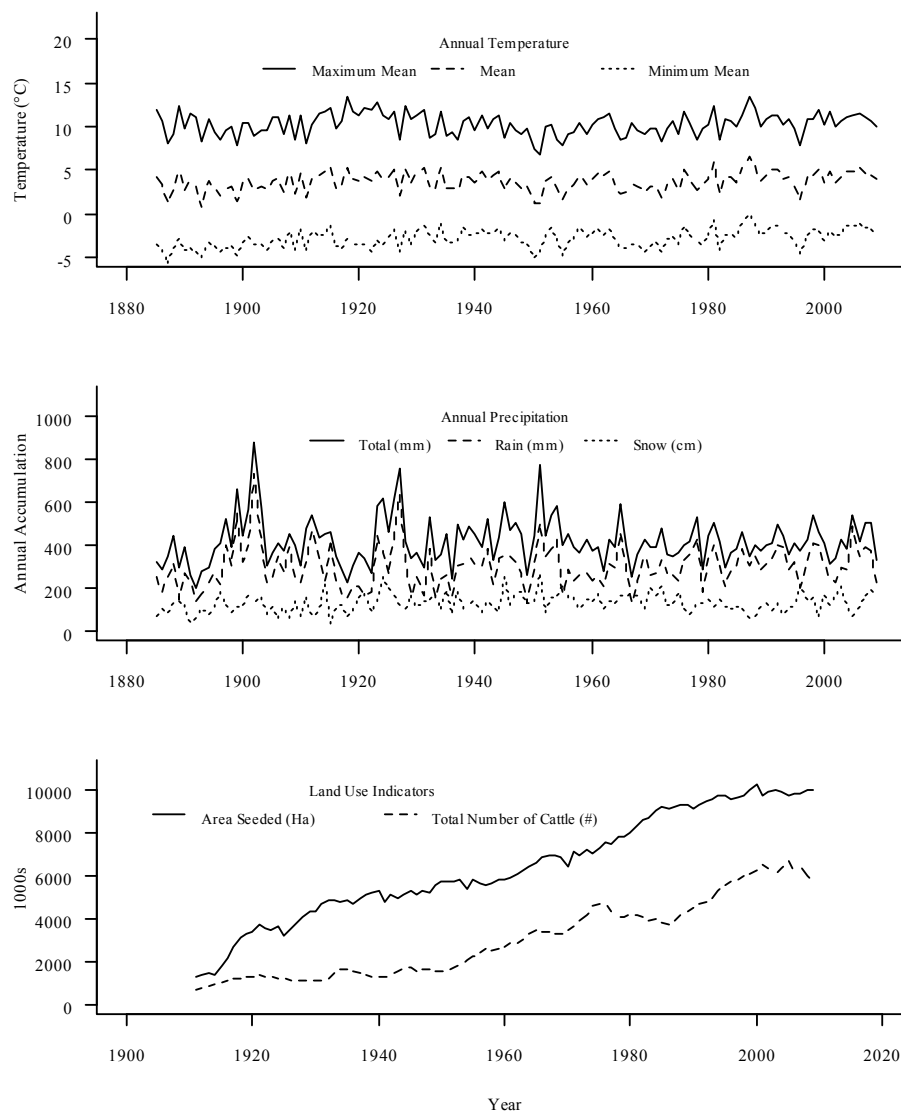 Annual Temperature
Maximum Mean Mean Minimum Mean
Temperature (°C)
20
15
10
5
0
-5
1880 1900 1920 1940 1960 1980 2000
Annual Precipitation
Total (mm) Rain (mm) Snow (cm)
Annual Accumulation
1000
800
600
400
200
0
1880 1900 1920 1940 1960 1980 2000
Land Use Indicators
Area Seeded (Ha) Total Number of Cattle (#)
1000s
10000
8000
6000
4000
2000
0
1900 1920 1940 1960 1980 2000 2020
Year